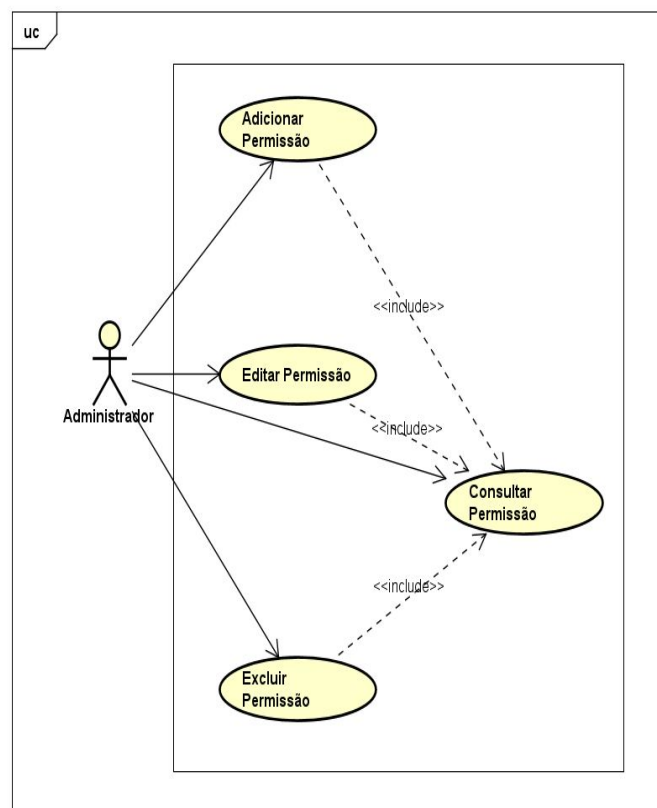 uc
Adicionar
Permissão
<<include>>
Editar Permissão
<<include>>
Administrador
Consultar
Permissão
<<include>>
Excluir
Permissão